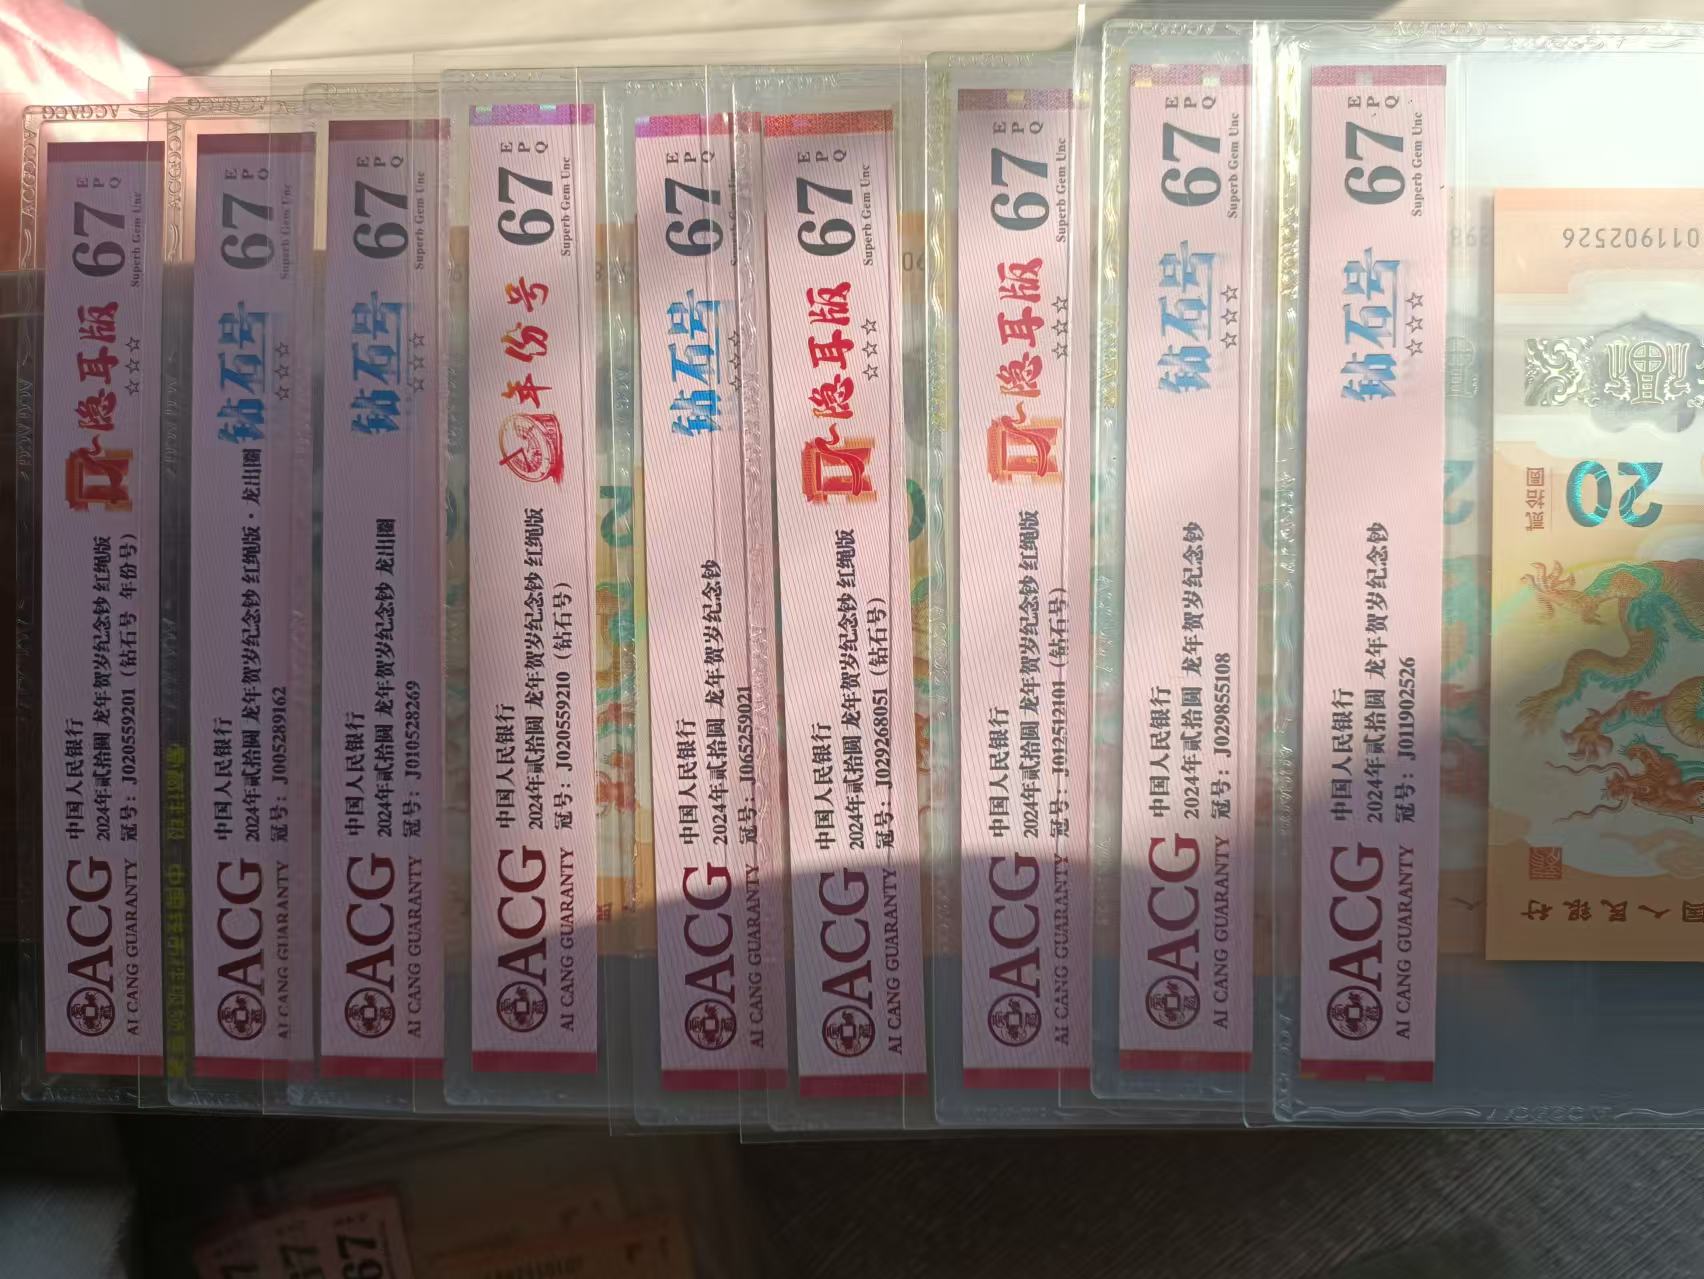 ACG
AI CANG GUARANTY
中国人民银行
2024年贰拾圆 龙年贺岁纪念钞 红绳版
冠号：J020559201（钻石号 年份号）
隐耳版
☆☆☆
67
EPQ
Superb Gem Unc
ACG
AI CANG GUARANTY
中国人民银行
2024年贰拾圆 龙年贺岁纪念钞 红绳版·龙出圈
冠号：J005289162
钻石号
☆☆☆
67
EPQ
Superb Gem Unc
ACG
AI CANG GUARANTY
中国人民银行
2024年贰拾圆 龙年贺岁纪念钞 龙出圈
冠号：J010528269
钻石号
☆☆☆
67
EPQ
Superb Gem Unc
ACG
AI CANG GUARANTY
中国人民银行
2024年贰拾圆 龙年贺岁纪念钞 红绳版
冠号：J020559210（钻石号）
年份号
67
EPQ
Superb Gem Unc
ACG
AI CANG GUARANTY
中国人民银行
2024年贰拾圆 龙年贺岁纪念钞
冠号：J065259021
钻石号
☆☆☆
67
EPQ
ACG
AI CANG GUARANTY
中国人民银行
2024年贰拾圆 龙年贺岁纪念钞 红绳版
冠号：J029268051（钻石号）
隐耳版
☆☆☆
67
EPQ
Superb Gem Unc
ACG
AI CANG GUARANTY
中国人民银行
2024年贰拾圆 龙年贺岁纪念钞 红绳版
冠号：J012512101（钻石号）
隐耳版
☆☆☆
67
EPQ
Superb Gem Unc
ACG
AI CANG GUARANTY
中国人民银行
2024年贰拾圆 龙年贺岁纪念钞
冠号：J029855108
钻石号
☆☆☆
67
EPQ
Superb Gem Unc
ACG
AI CANG GUARANTY
中国人民银行
2024年贰拾圆 龙年贺岁纪念钞
冠号：J011902526
钻石号
☆☆☆
67
EPQ
Superb Gem Unc
011902526
20
67